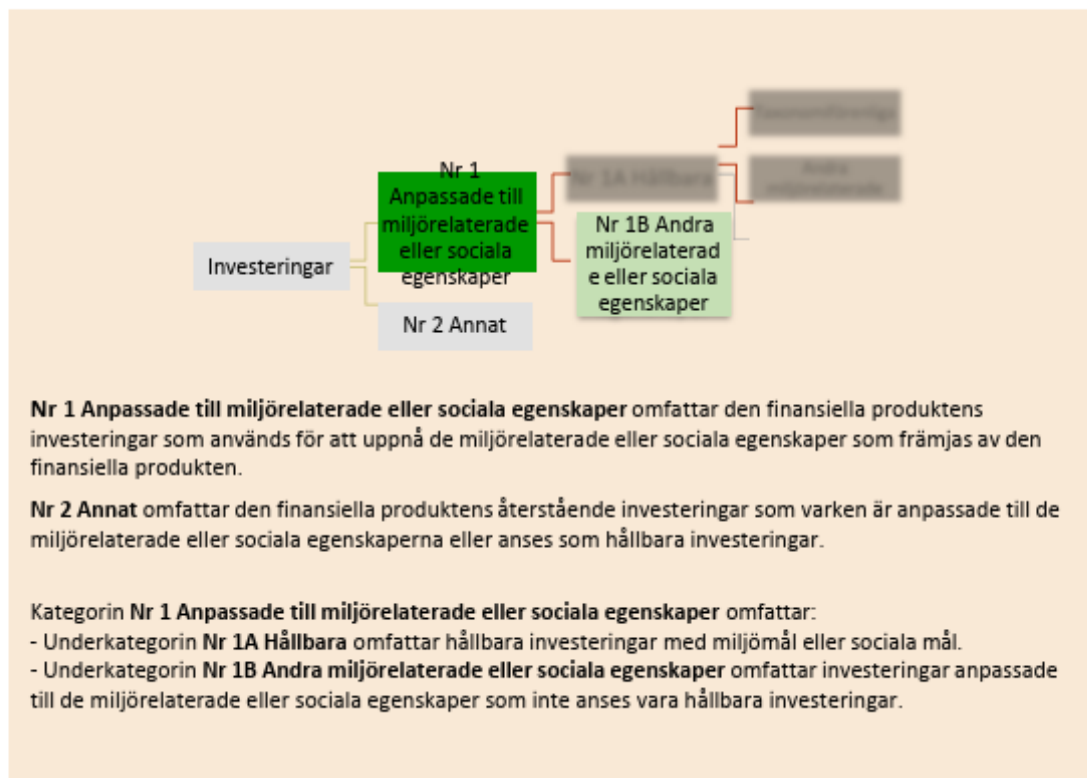 Taxonomiförenliga
Nr 1
Anpassade till
miljörelaterade
eller sociala
egenskaper
Nr 1A Hållbara
Andra
miljörelaterade
Nr 1B Andra
miljörelaterad
e eller sociala
egenskaper
Investeringar
Nr 2 Annat
Nr 1 Anpassade till miljörelaterade eller sociala egenskaper omfattar den finansiella produktens
investeringar som används för att uppnå de miljörelaterade eller sociala egenskaper som främjas av den
finansiella produkten.
Nr 2 Annat omfattar den finansiella produktens återstående investeringar som varken är anpassade till de
miljörelaterade eller sociala egenskaperna eller anses som hållbara investeringar.
Kategorin Nr 1 Anpassade till miljörelaterade eller sociala egenskaper omfattar:
- Underkategorin Nr 1A Hållbara omfattar hållbara investeringar med miljömål eller sociala mål.
- Underkategorin Nr 1B Andra miljörelaterade eller sociala egenskaper omfattar investeringar anpassade
till de miljörelaterade eller sociala egenskaper som inte anses vara hållbara investeringar.